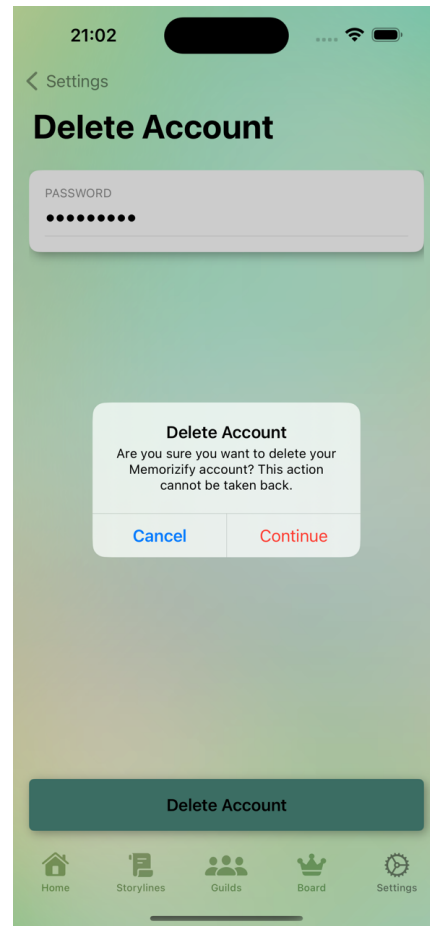 21:02
Settings
Delete Account
PASSWORD
•••••••••
Delete Account
Are you sure you want to delete your
Memorizify account? This action
cannot be taken back.
Cancel Continue
Delete Account
Home Storylines Guilds Board Settings